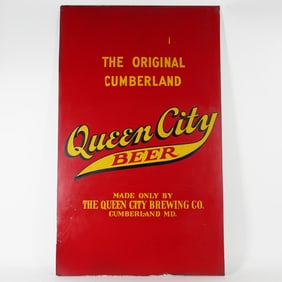 THE ORIGINAL
CUMBERLAND
Queen City
BEER
MADE ONLY BY
THE QUEEN CITY BREWING CO.
CUMBERLAND MD.